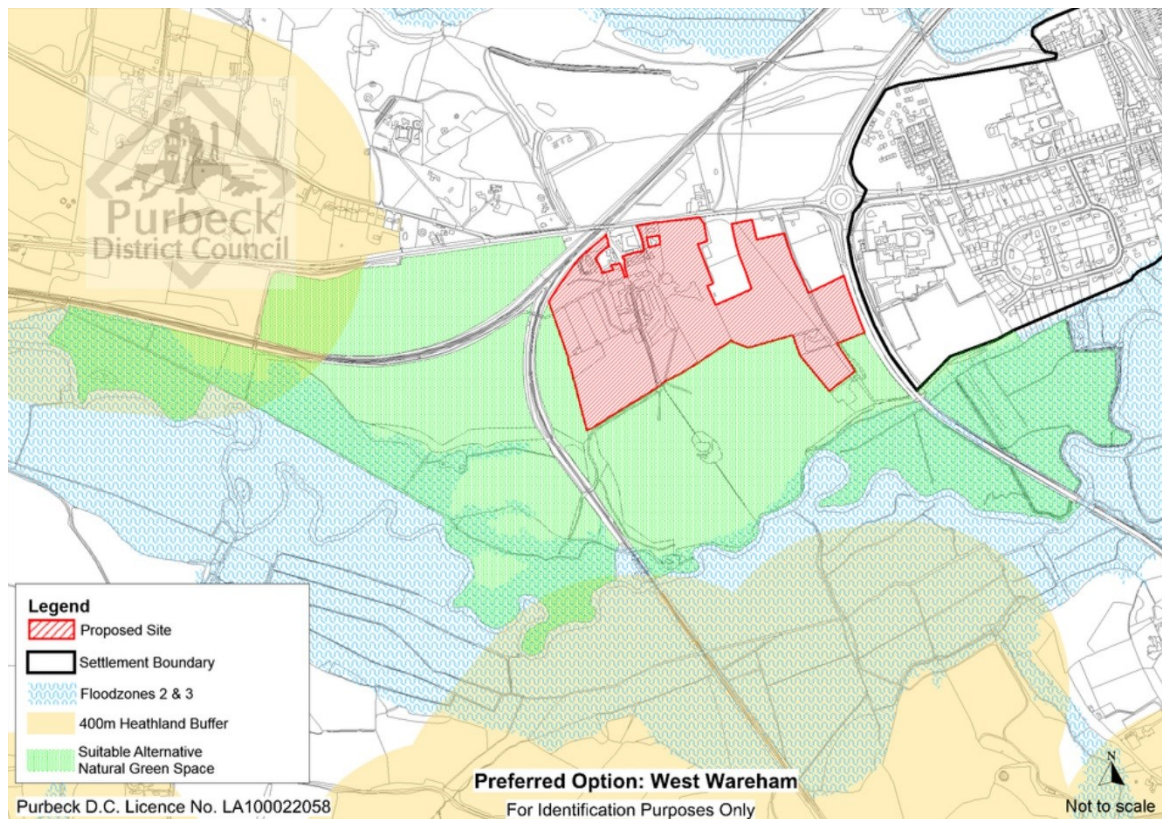 Purbeck
District Council
Legend
Proposed Site
Settlement Boundary
Floodzones 2 & 3
400m Heathland Buffer
Suitable Alternative
Natural Green Space
Preferred Option: West Wareham
For Identification Purposes Only
Purbeck D.C. Licence No. LA100022058
N
Not to scale